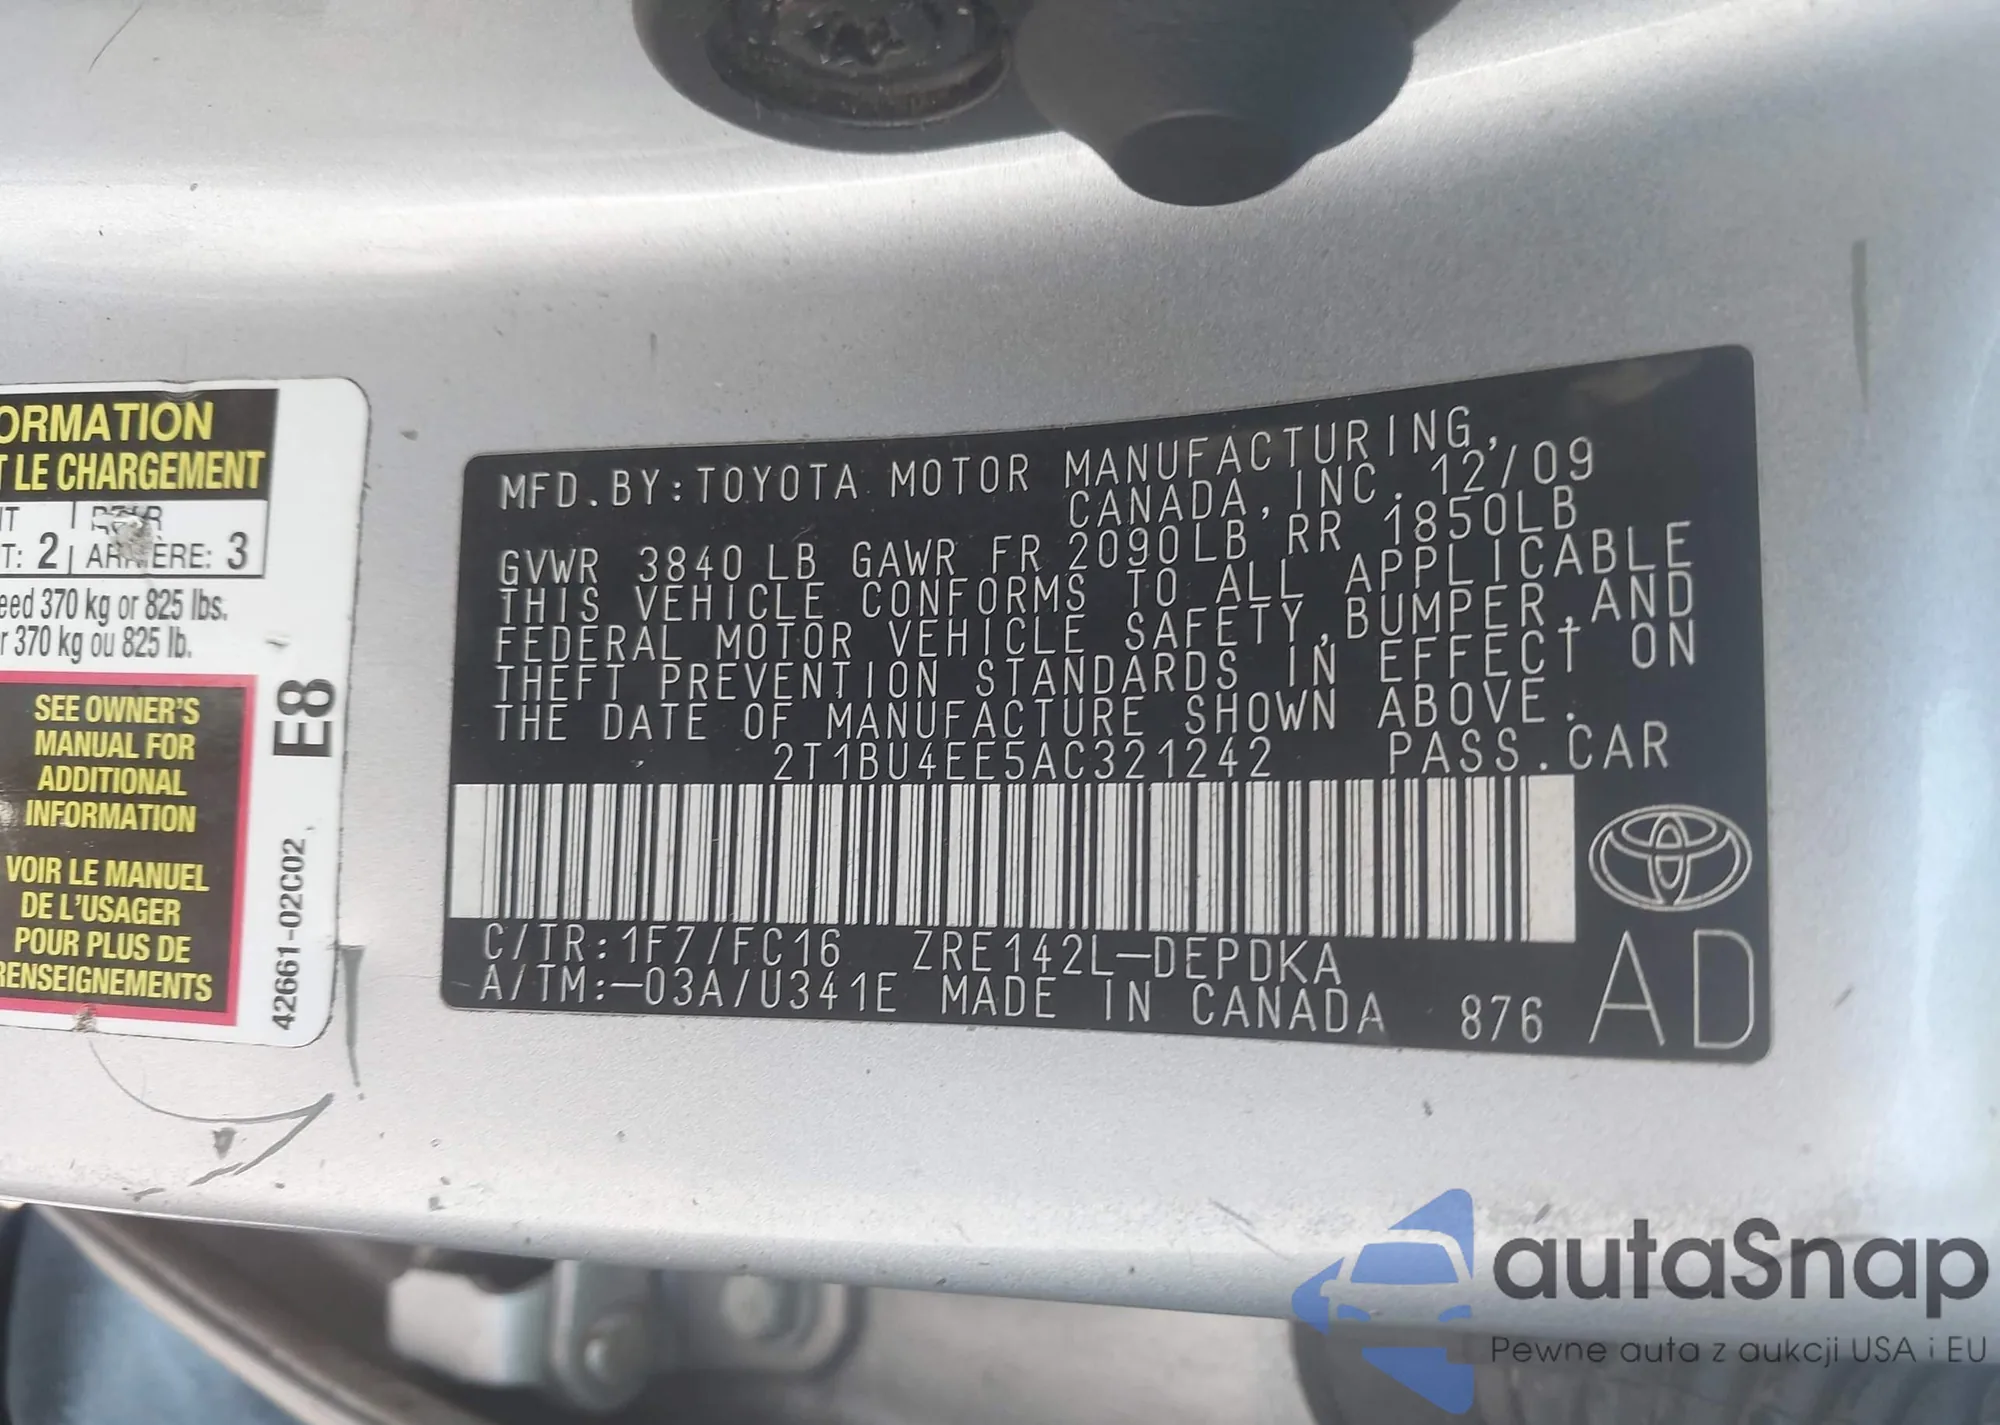 ORMATION
T LE CHARGEMENT
T: 2 ARRIÈRE: 3
eed 370 kg or 825 lbs.
r 370 kg ou 825 lb.
SEE OWNER'S
MANUAL FOR
ADDITIONAL
INFORMATION
VOIR LE MANUEL
DE L'USAGER
POUR PLUS DE
RENSEIGNEMENTS
E8
42661-02C02
MFD.BY:TOYOTA MOTOR MANUFACTURING,
CANADA,INC. 12/09
GVWR 3840 LB GAWR FR 2090LB RR 1850LB
THIS VEHICLE CONFORMS TO ALL APPLICABLE
FEDERAL MOTOR VEHICLE SAFETY,BUMPER,AND
THEFT PREVENTION STANDARDS IN EFFECT ON
THE DATE OF MANUFACTURE SHOWN ABOVE.
2T1BU4EE5AC321242 PASS.CAR
C/TR:1F7/FC16 ZRE142L-DEPDKA
A/TM:-03A/U341E MADE IN CANADA 876
AD
autaSnap
Pewne auta z aukcji USA i EU